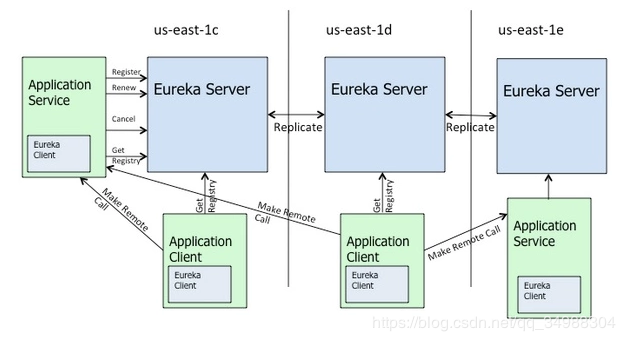 us-east-1c
us-east-1d
us-east-1e
Application
Service
Eureka
Client
Register
Renew
Cancel
Get
Registry
Eureka Server
Replicate
Eureka Server
Replicate
Eureka Server
Make Remote
Call
Get
Registry
Make Remote
Call
Get
Registry
Make Remote Call
Application
Client
Eureka
Client
Application
Client
Eureka
Client
Application
Service
Eureka
Client
https://blog.csdn.net/qq_34988304